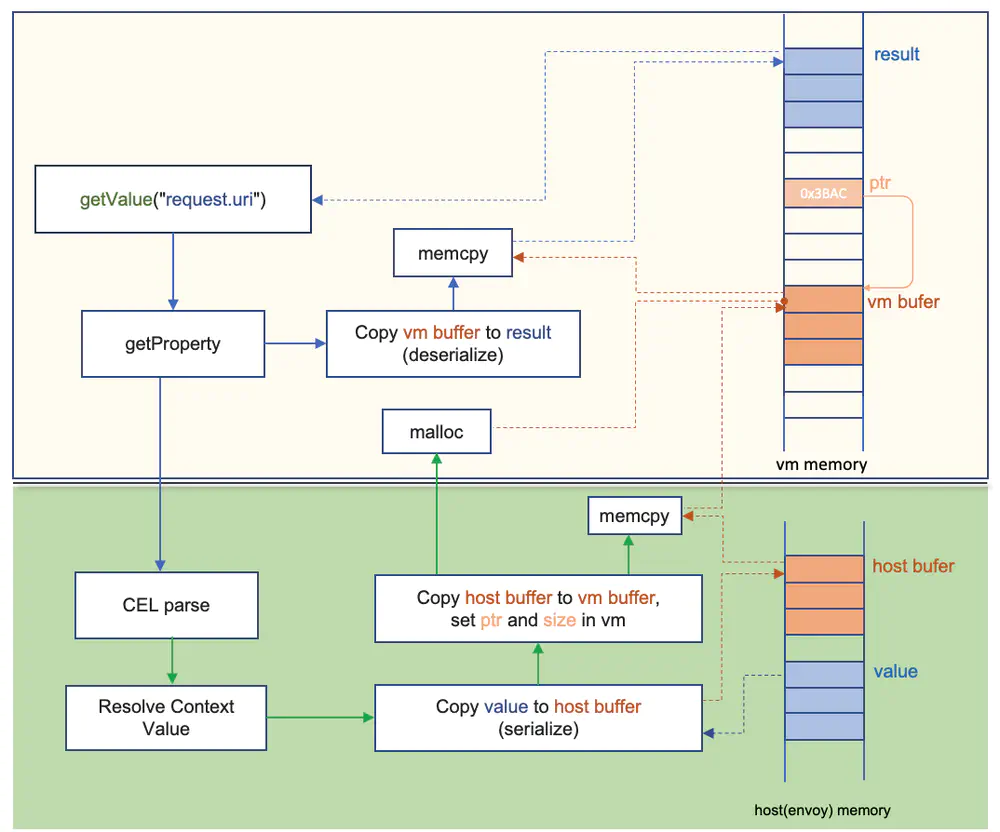 result
getValue("request.uri")
0x3BAC
ptr
memcpy
vm bufer
getProperty
Copy vm buffer to result
(deserialize)
malloc
vm memory
memcpy
host bufer
CEL parse
Copy host buffer to vm buffer,
set ptr and size in vm
value
Resolve Context
Value
Copy value to host buffer
(serialize)
host(envoy) memory